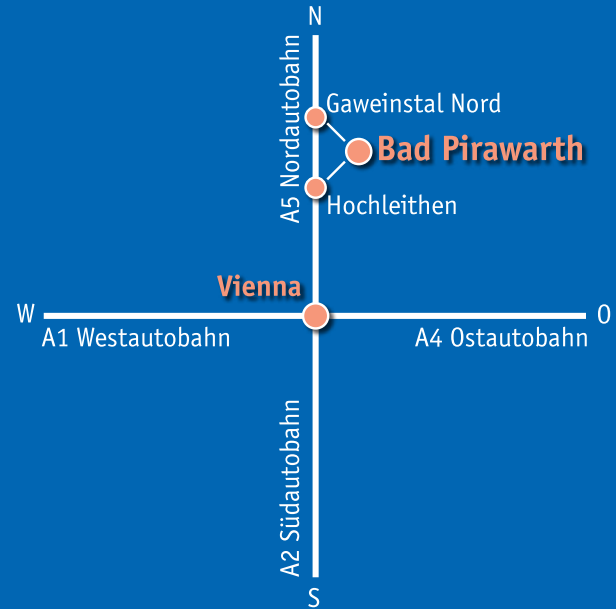 N
A5 Nordautobahn
Gaweinstal Nord
Bad Pirawarth
Hochleithen
Vienna
W
O
A1 Westautobahn
A4 Ostautobahn
A2 Südautobahn
S